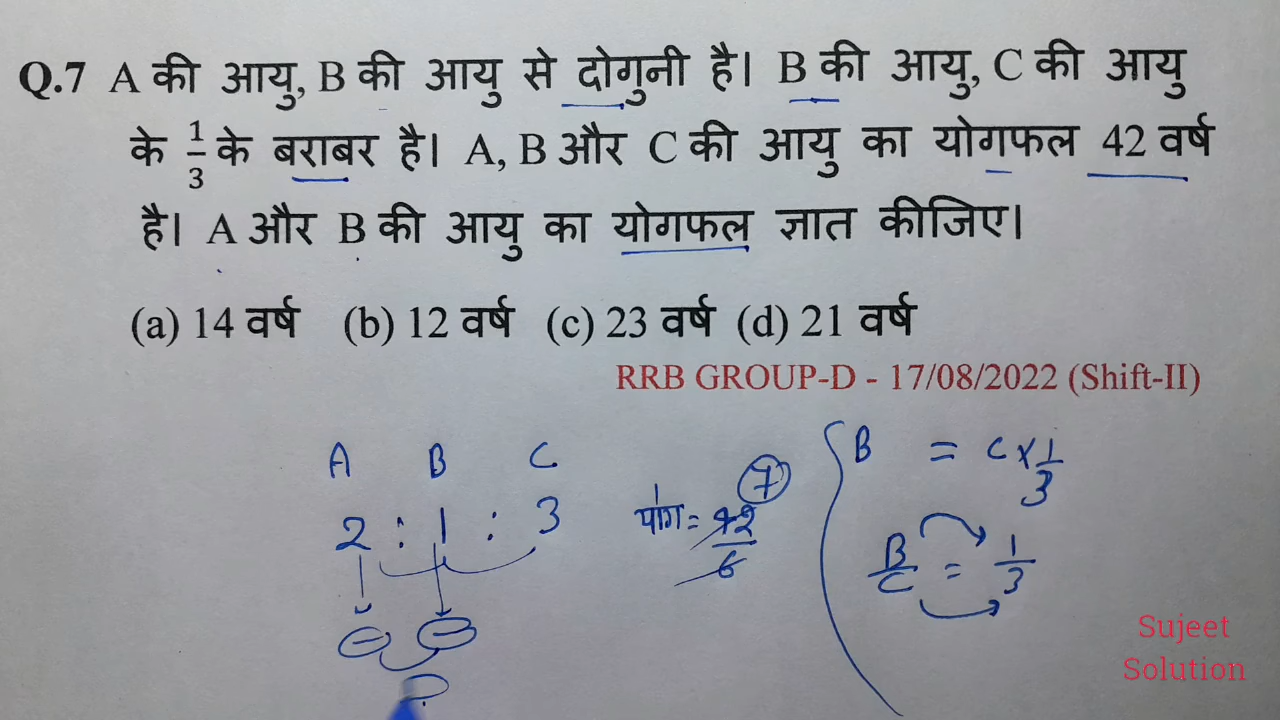 Q.7 A की आयु, B की आयु से दोगुनी है। B की आयु, C की आयु
के 1/3 के बराबर है। A, B और C की आयु का योगफल 42 वर्ष
है। A और B की आयु का योगफल ज्ञात कीजिए।
(a) 14 वर्ष (b) 12 वर्ष (c) 23 वर्ष (d) 21 वर्ष
RRB GROUP-D - 17/08/2022 (Shift-II)
A B C
2 : 1 : 3
योग = 42/6 7
B = C × 1/3
B/C = 1/3
?
Sujeet
Solution